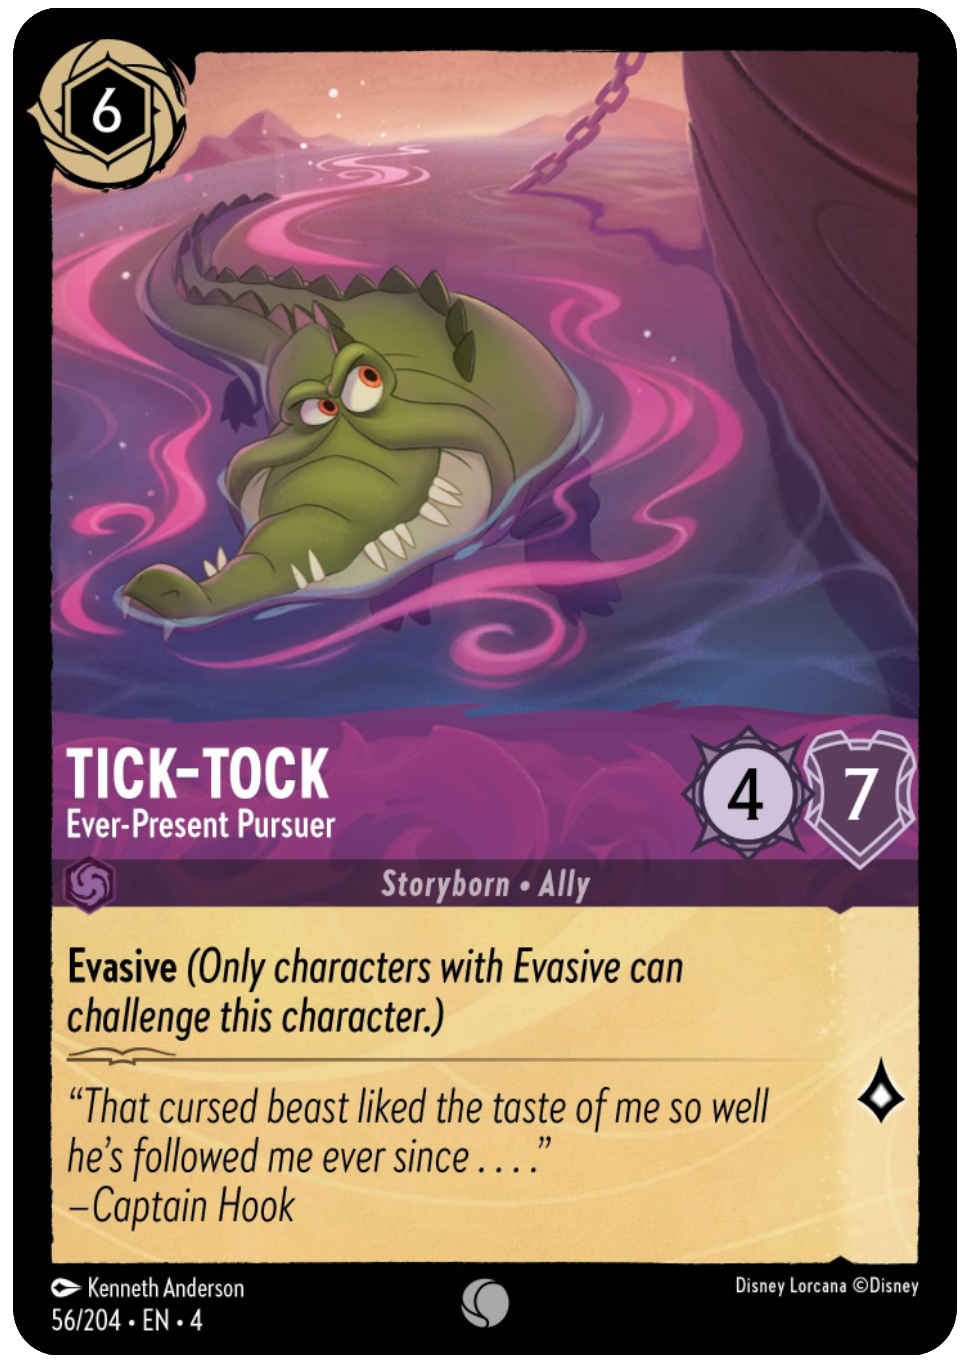 6
TICK-TOCK
Ever-Present Pursuer
4
7
Storyborn • Ally
Evasive (Only characters with Evasive can
challenge this character.)
“That cursed beast liked the taste of me so well
he’s followed me ever since . . . .”
–Captain Hook
Kenneth Anderson
Disney Lorcana ©Disney
56/204 • EN • 4